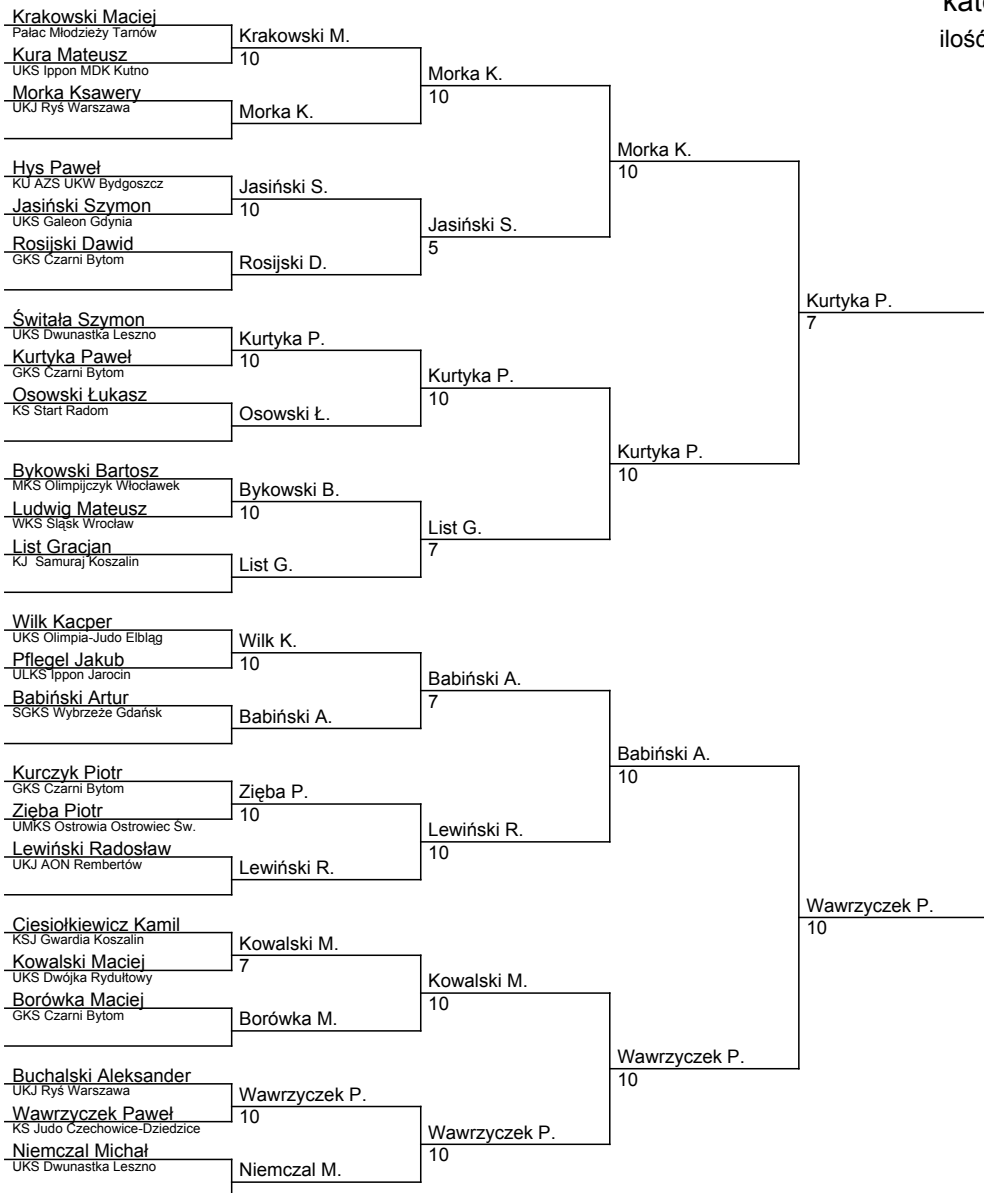 kat
ilość
Krakowski Maciej
Pałac Młodzieży Tarnów
Kura Mateusz
UKS Ippon MDK Kutno
Morka Ksawery
UKJ Ryś Warszawa
Hys Paweł
KU AZS UKW Bydgoszcz
Jasiński Szymon
UKS Galeon Gdynia
Rosijski Dawid
GKS Czarni Bytom
Świtała Szymon
UKS Dwunastka Leszno
Kurtyka Paweł
GKS Czarni Bytom
Osowski Łukasz
KS Start Radom
Bykowski Bartosz
MKS Olimpijczyk Włocławek
Ludwig Mateusz
WKS Śląsk Wrocław
List Gracjan
KJ Samuraj Koszalin
Wilk Kacper
UKS Olimpia-Judo Elbląg
Pflegel Jakub
ULKS Ippon Jarocin
Babiński Artur
SGKS Wybrzeże Gdańsk
Kurczyk Piotr
GKS Czarni Bytom
Zięba Piotr
UMKS Ostrowia Ostrowiec Św.
Lewiński Radosław
UKJ AON Rembertów
Ciesiołkiewicz Kamil
KSJ Gwardia Koszalin
Kowalski Maciej
UKS Dwójka Rydułtowy
Borówka Maciej
GKS Czarni Bytom
Buchalski Aleksander
UKJ Ryś Warszawa
Wawrzyczek Paweł
KS Judo Czechowice-Dziedzice
Niemczal Michał
UKS Dwunastka Leszno
Krakowski M.
10
Morka K.
Jasiński S.
10
Rosijski D.
Kurtyka P.
10
Osowski Ł.
Bykowski B.
10
List G.
Wilk K.
10
Babiński A.
Zięba P.
10
Lewiński R.
Kowalski M.
7
Borówka M.
Wawrzyczek P.
10
Niemczal M.
Morka K.
10
Jasiński S.
5
Kurtyka P.
10
List G.
7
Babiński A.
7
Lewiński R.
10
Kowalski M.
10
Wawrzyczek P.
10
Morka K.
10
Kurtyka P.
10
Babiński A.
10
Wawrzyczek P.
10
Kurtyka P.
7
Wawrzyczek P.
10